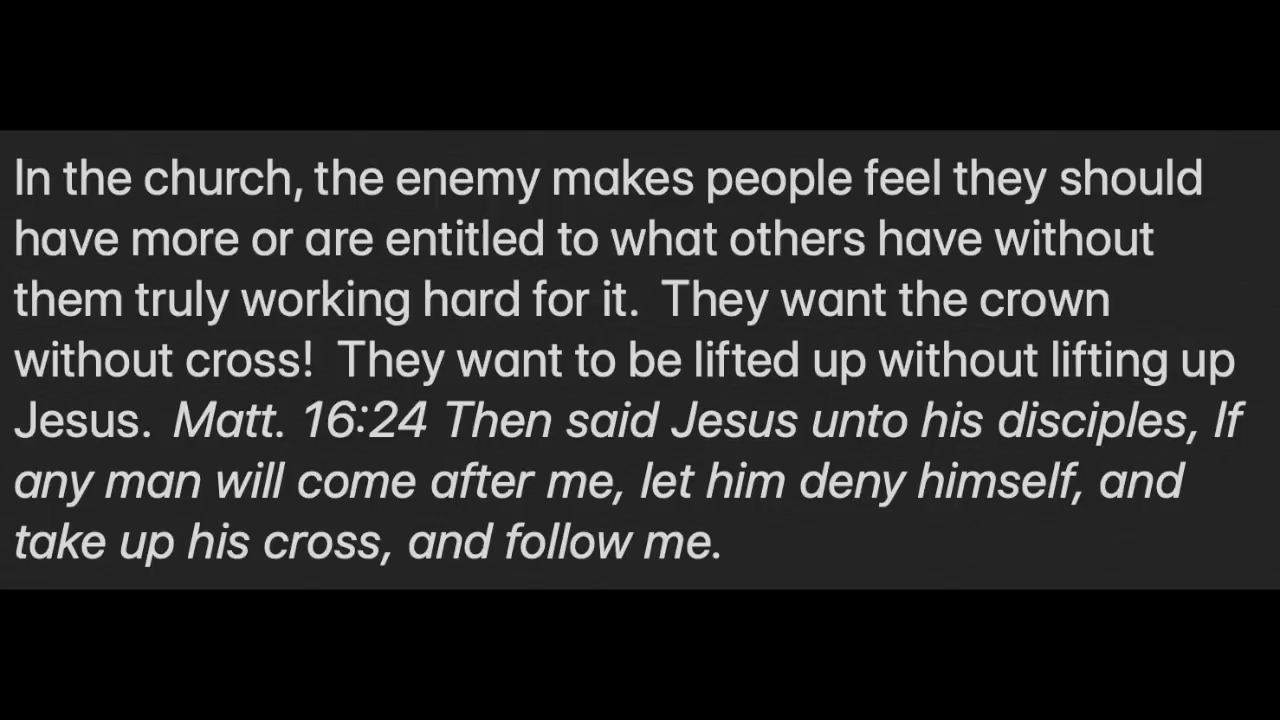 In the church, the enemy makes people feel they should
have more or are entitled to what others have without
them truly working hard for it.  They want the crown
without cross!  They want to be lifted up without lifting up
Jesus.  Matt. 16:24 Then said Jesus unto his disciples, If
any man will come after me, let him deny himself, and
take up his cross, and follow me.